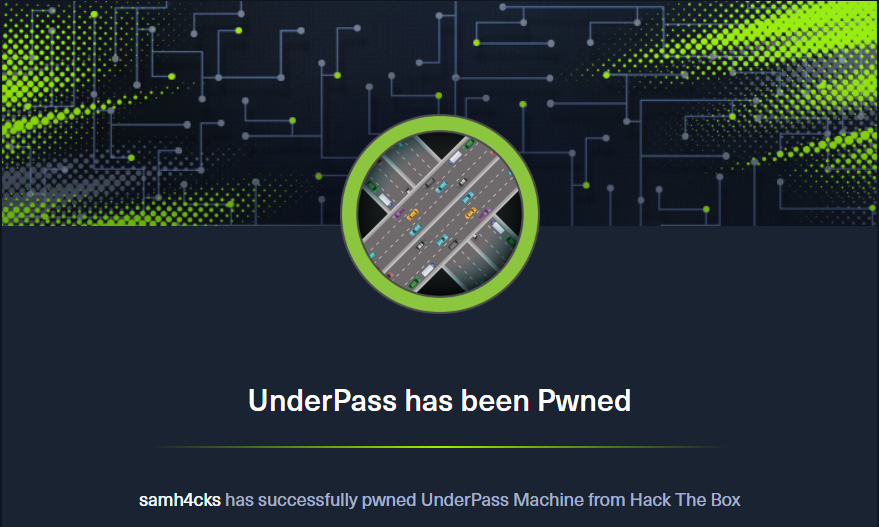 UnderPass has been Pwned
samh4cks has successfully pwned UnderPass Machine from Hack The Box